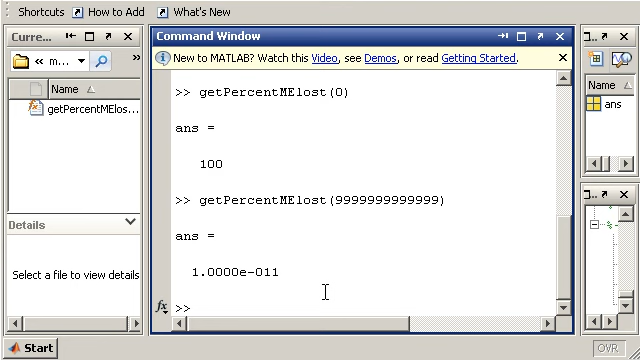 Shortcuts How to Add What's New
Curre...
« m...
Name
getPercentMElos...
Details
Select a file to view details
Command Window
New to MATLAB? Watch this Video, see Demos, or read Getting Started.
>> getPercentMElost(0)
ans =
100
>> getPercentMElost(9999999999999)
ans =
1.0000e-011
fx >>
Name
ans
Start
OVR